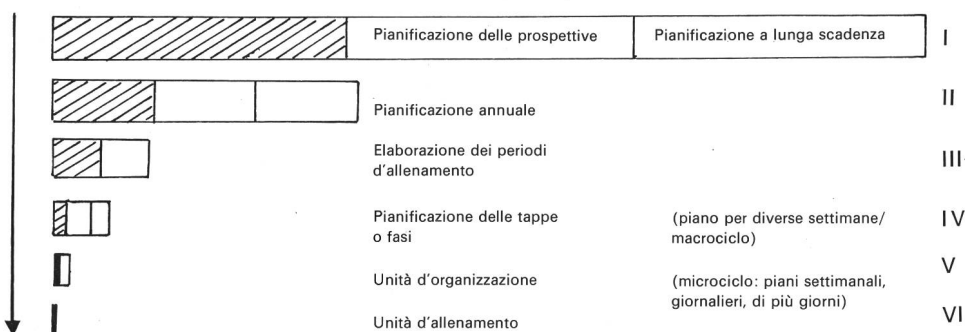 Pianificazione delle prospettive Pianificazione a lunga scadenza I
Pianificazione annuale II
Elaborazione dei periodi III
d'allenamento
Pianificazione delle tappe (piano per diverse settimane/ IV
o fasi macrociclo)
Unità d'organizzazione (microciclo: piani settimanali, V
giornalieri, di più giorni)
Unità d'allenamento VI